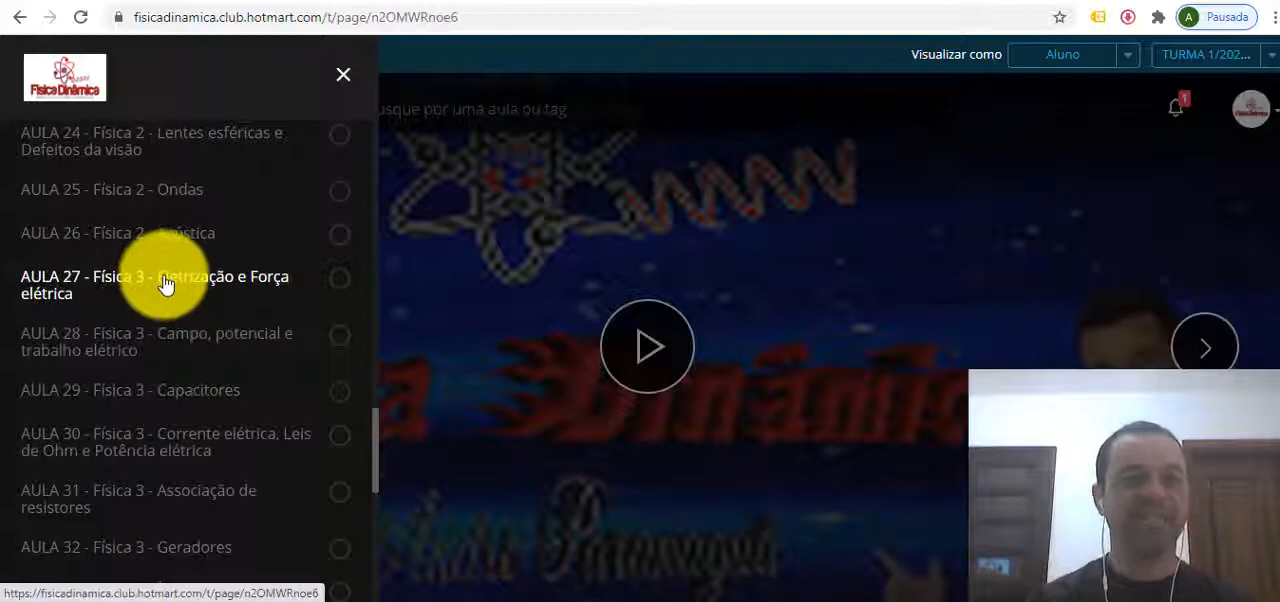 fisicadinamica.club.hotmart.com/t/page/n2OMWRnoe6
A
Pausada
Visualizar como
Aluno
TURMA 1/202...
Física Dinâmica
usque por uma aula ou tag
1
AULA 24 - Física 2 - Lentes esféricas e
Defeitos da visão
AULA 25 - Física 2 - Ondas
AULA 26 - Física 2 - Acústica
AULA 27 - Física 3 - Eletrização e Força
elétrica
AULA 28 - Física 3 - Campo, potencial e
trabalho elétrico
AULA 29 - Física 3 - Capacitores
AULA 30 - Física 3 - Corrente elétrica, Leis
de Ohm e Potência elétrica
AULA 31 - Física 3 - Associação de
resistores
AULA 32 - Física 3 - Geradores
Dinâmica
https://fisicadinamica.club.hotmart.com/t/page/n2OMWRnoe6